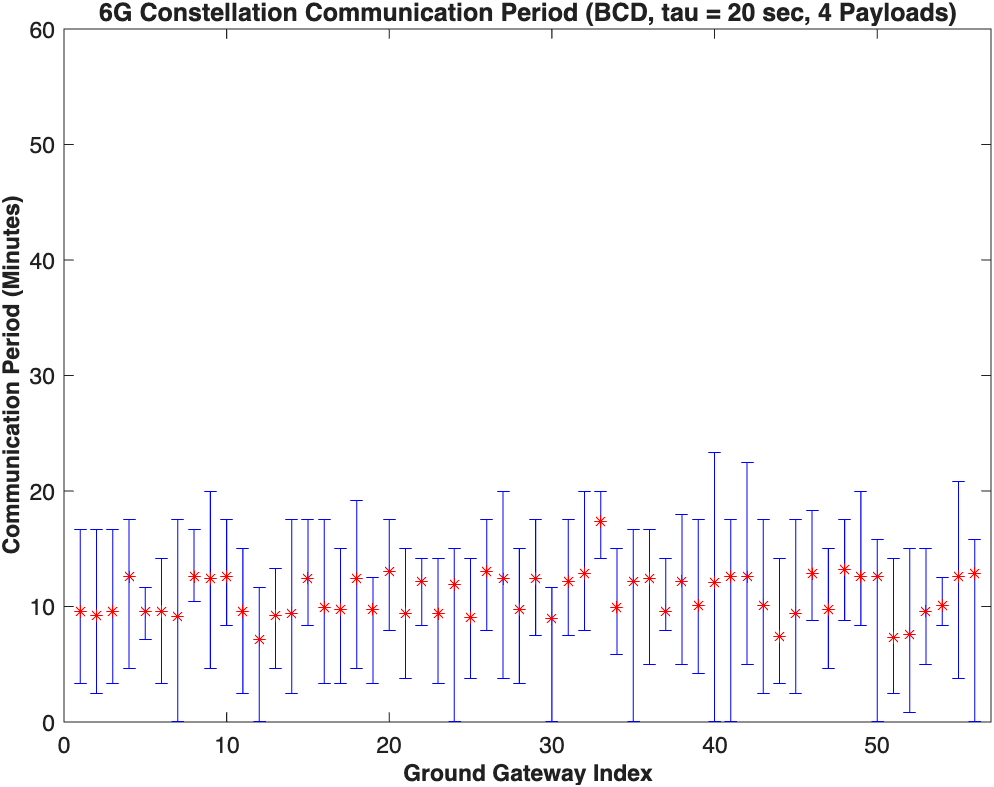 6G Constellation Communication Period (BCD, tau = 20 sec, 4 Payloads)
60
50
40
30
20
10
0
Communication Period (Minutes)
0 10 20 30 40 50
Ground Gateway Index